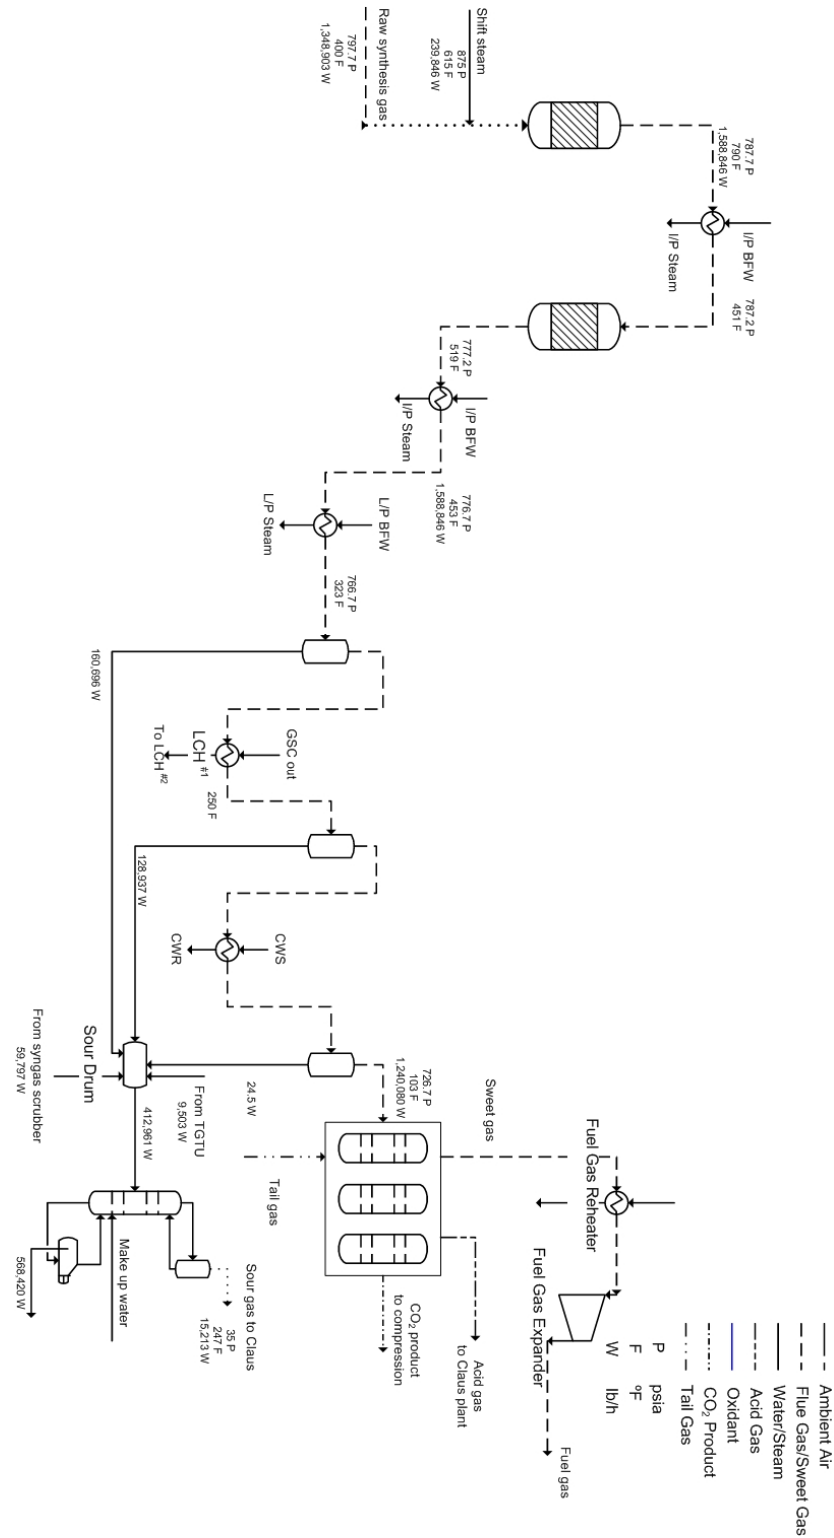 Shift steam
875 P
615 F
239,846 W
Raw synthesis gas
797.7 P
400 F
1,348,903 W
787.7 P
790 F
1,588,846 W
I/P BFW
I/P Steam
787.2 P
451 F
777.2 P
519 F
I/P BFW
I/P Steam
776.7 P
453 F
1,588,846 W
L/P BFW
L/P Steam
766.7 P
323 F
160,696 W
GSC out
LCH #1
To LCH #2
250 F
128,937 W
CWS
CWR
24.5 W
From TGTU
9,503 W
Sour Drum
From syngas scrubber
59,797 W
412,961 W
726.7 P
103 F
1,240,080 W
Sweet gas
Tail gas
Make up water
568,420 W
Sour gas to Claus
35 P
247 F
15,213 W
CO2 product
to compression
Acid gas
to Claus plant
Fuel Gas Reheater
Fuel Gas Expander
Fuel gas
Ambient Air
Flue Gas/Sweet Gas
Water/Steam
Acid Gas
Oxidant
CO2 Product
Tail Gas
P psia
F ºF
W lb/h